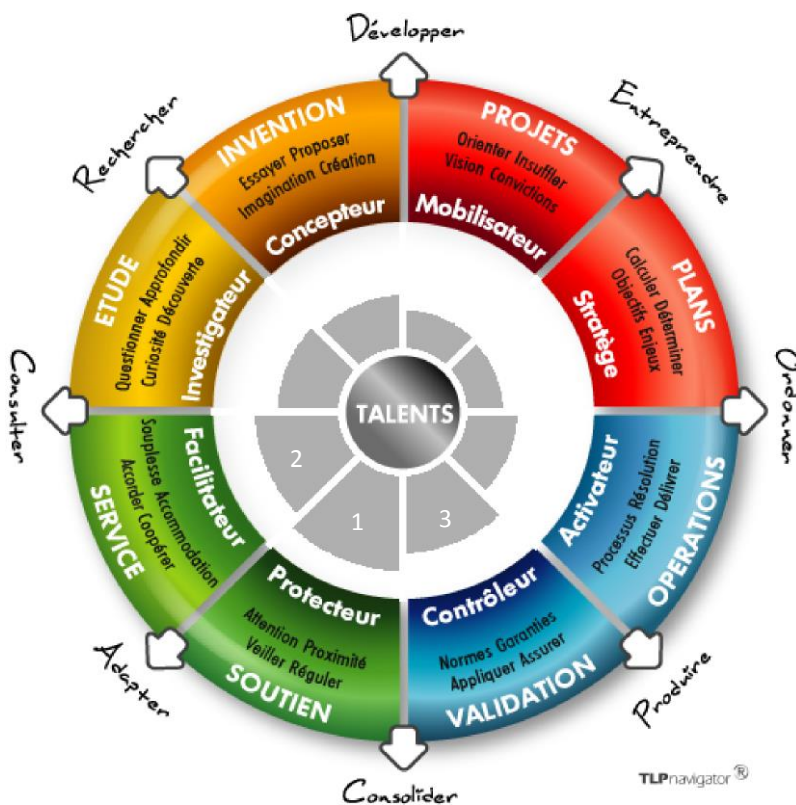 Développer
Entreprendre
Ordonner
Produire
Consolider
Adapter
Consulter
Rechercher
PROJETS
Orienter Insuffler
Vision Convictions
Mobilisateur
PLANS
Calculer Déterminer
Objectifs Enjeux
Stratège
OPERATIONS
Processus Résolution
Effectuer Délivrer
Activateur
Contrôleur
Normes Garanties
Appliquer Assurer
VALIDATION
Protecteur
Attention Proximité
Veiller Réguler
SOUTIEN
SERVICE
Souplesse Accommodation
Accorder Coopérer
Facilitateur
ETUDE
Questionner Approfondir
Curiosité Découverte
Investigateur
INVENTION
Essayer Proposer
Imagination Création
Concepteur
TALENTS
2
1
3
TLPnavigator ®